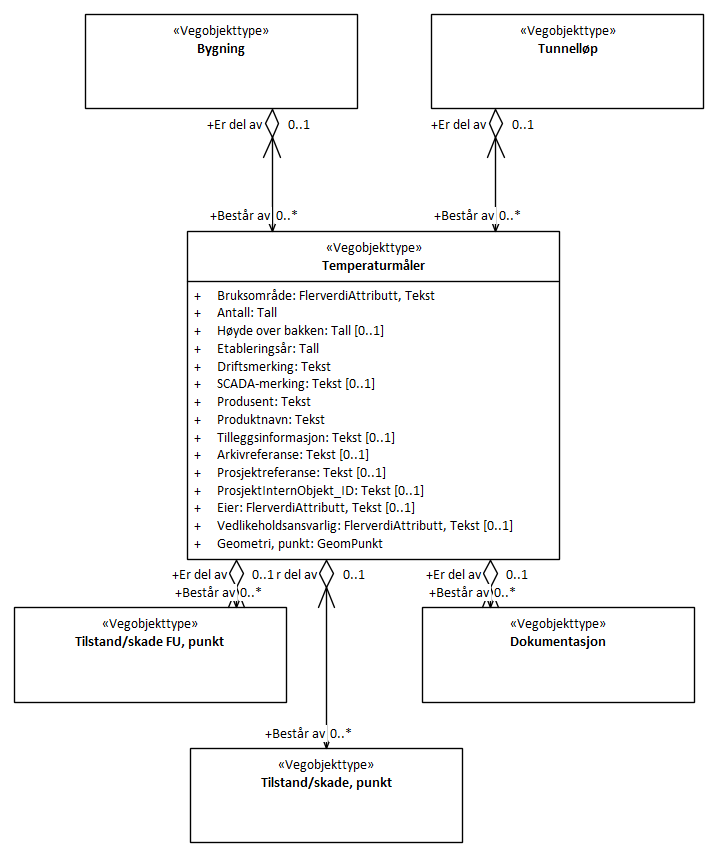 «Vegobjekttype»
Bygning
«Vegobjekttype»
Tunnelløp
+Er del av 0..1
+Er del av 0..1
+Består av 0..*
+Består av 0..*
«Vegobjekttype»
Temperaturmåler
+ Bruksområde: FlerverdiAttributt, Tekst
+ Antall: Tall
+ Høyde over bakken: Tall [0..1]
+ Etableringsår: Tall
+ Driftsmerking: Tekst
+ SCADA-merking: Tekst [0..1]
+ Produsent: Tekst
+ Produktnavn: Tekst
+ Tilleggsinformasjon: Tekst [0..1]
+ Arkivreferanse: Tekst [0..1]
+ Prosjektreferanse: Tekst [0..1]
+ ProsjektInternObjekt_ID: Tekst [0..1]
+ Eier: FlerverdiAttributt, Tekst [0..1]
+ Vedlikeholdsansvarlig: FlerverdiAttributt, Tekst [0..1]
+ Geometri, punkt: GeomPunkt
+Er del av 0..1
r del av 0..1
+Er del av 0..1
+Består av 0..*
+Består av 0..*
«Vegobjekttype»
Tilstand/skade FU, punkt
«Vegobjekttype»
Dokumentasjon
+Består av 0..*
«Vegobjekttype»
Tilstand/skade, punkt